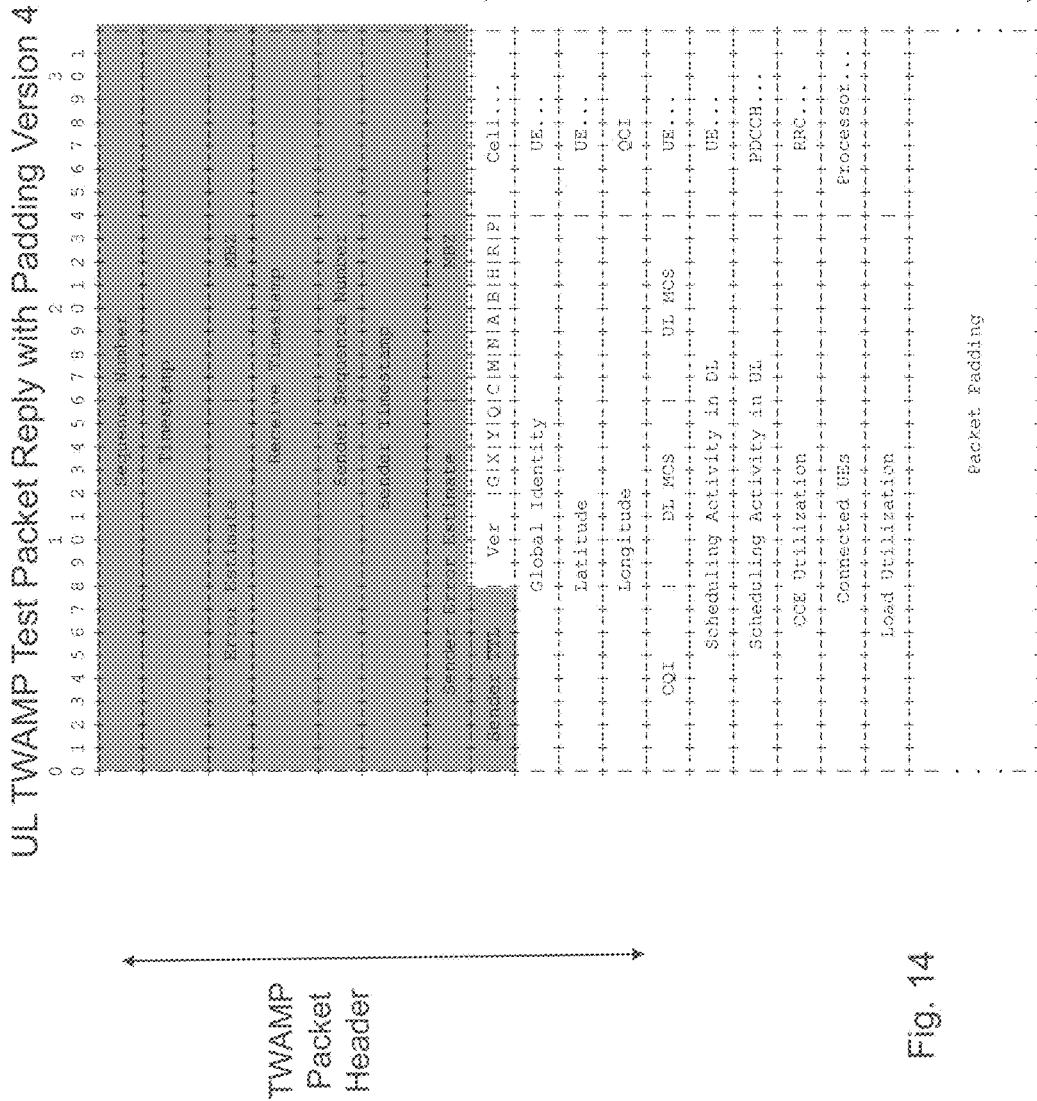 UL TWAMP Test Packet Reply with Padding Version 4
0 1 2 3
0 1 2 3 4 5 6 7 8 9 0 1 2 3 4 5 6 7 8 9 0 1 2 3 4 5 6 7 8 9 0 1
Sequence Number
Timestamp
Error Estimate | MBZ
Receive Timestamp
Sender Sequence Number
Sender Timestamp
Sender Error Estimate | MBZ
Sender TTL | Ver |G|X|Y|Q|C|M|N|A|B|H|R|P| Cell... |
+-+-+-+-+-+-+-+-+-+-+-+-+-+-+-+-+-+-+-+-+-+-+-+-+-+-+-+-+-+-+-+-+
| Global Identity | UE... |
+-+-+-+-+-+-+-+-+-+-+-+-+-+-+-+-+-+-+-+-+-+-+-+-+-+-+-+-+-+-+-+-+
| Latitude | UE... |
+-+-+-+-+-+-+-+-+-+-+-+-+-+-+-+-+-+-+-+-+-+-+-+-+-+-+-+-+-+-+-+-+
| Longitude | QCI |
+-+-+-+-+-+-+-+-+-+-+-+-+-+-+-+-+-+-+-+-+-+-+-+-+-+-+-+-+-+-+-+-+
| CQI | DL MCS | UL MCS | UE... |
+-+-+-+-+-+-+-+-+-+-+-+-+-+-+-+-+-+-+-+-+-+-+-+-+-+-+-+-+-+-+-+-+
| Scheduling Activity in DL | UE... |
+-+-+-+-+-+-+-+-+-+-+-+-+-+-+-+-+-+-+-+-+-+-+-+-+-+-+-+-+-+-+-+-+
| Scheduling Activity in UL | PDCCH... |
+-+-+-+-+-+-+-+-+-+-+-+-+-+-+-+-+-+-+-+-+-+-+-+-+-+-+-+-+-+-+-+-+
| CCE Utilization | RRC... |
+-+-+-+-+-+-+-+-+-+-+-+-+-+-+-+-+-+-+-+-+-+-+-+-+-+-+-+-+-+-+-+-+
| Connected UEs | Processor... |
+-+-+-+-+-+-+-+-+-+-+-+-+-+-+-+-+-+-+-+-+-+-+-+-+-+-+-+-+-+-+-+-+
| Load Utilization |
+-+-+-+-+-+-+-+-+-+-+-+-+-+-+-+-+-+-+-+-+-+-+-+-+-+-+-+-+-+-+-+-+
Packet Padding
TWAMP
Packet
Header
Fig. 14